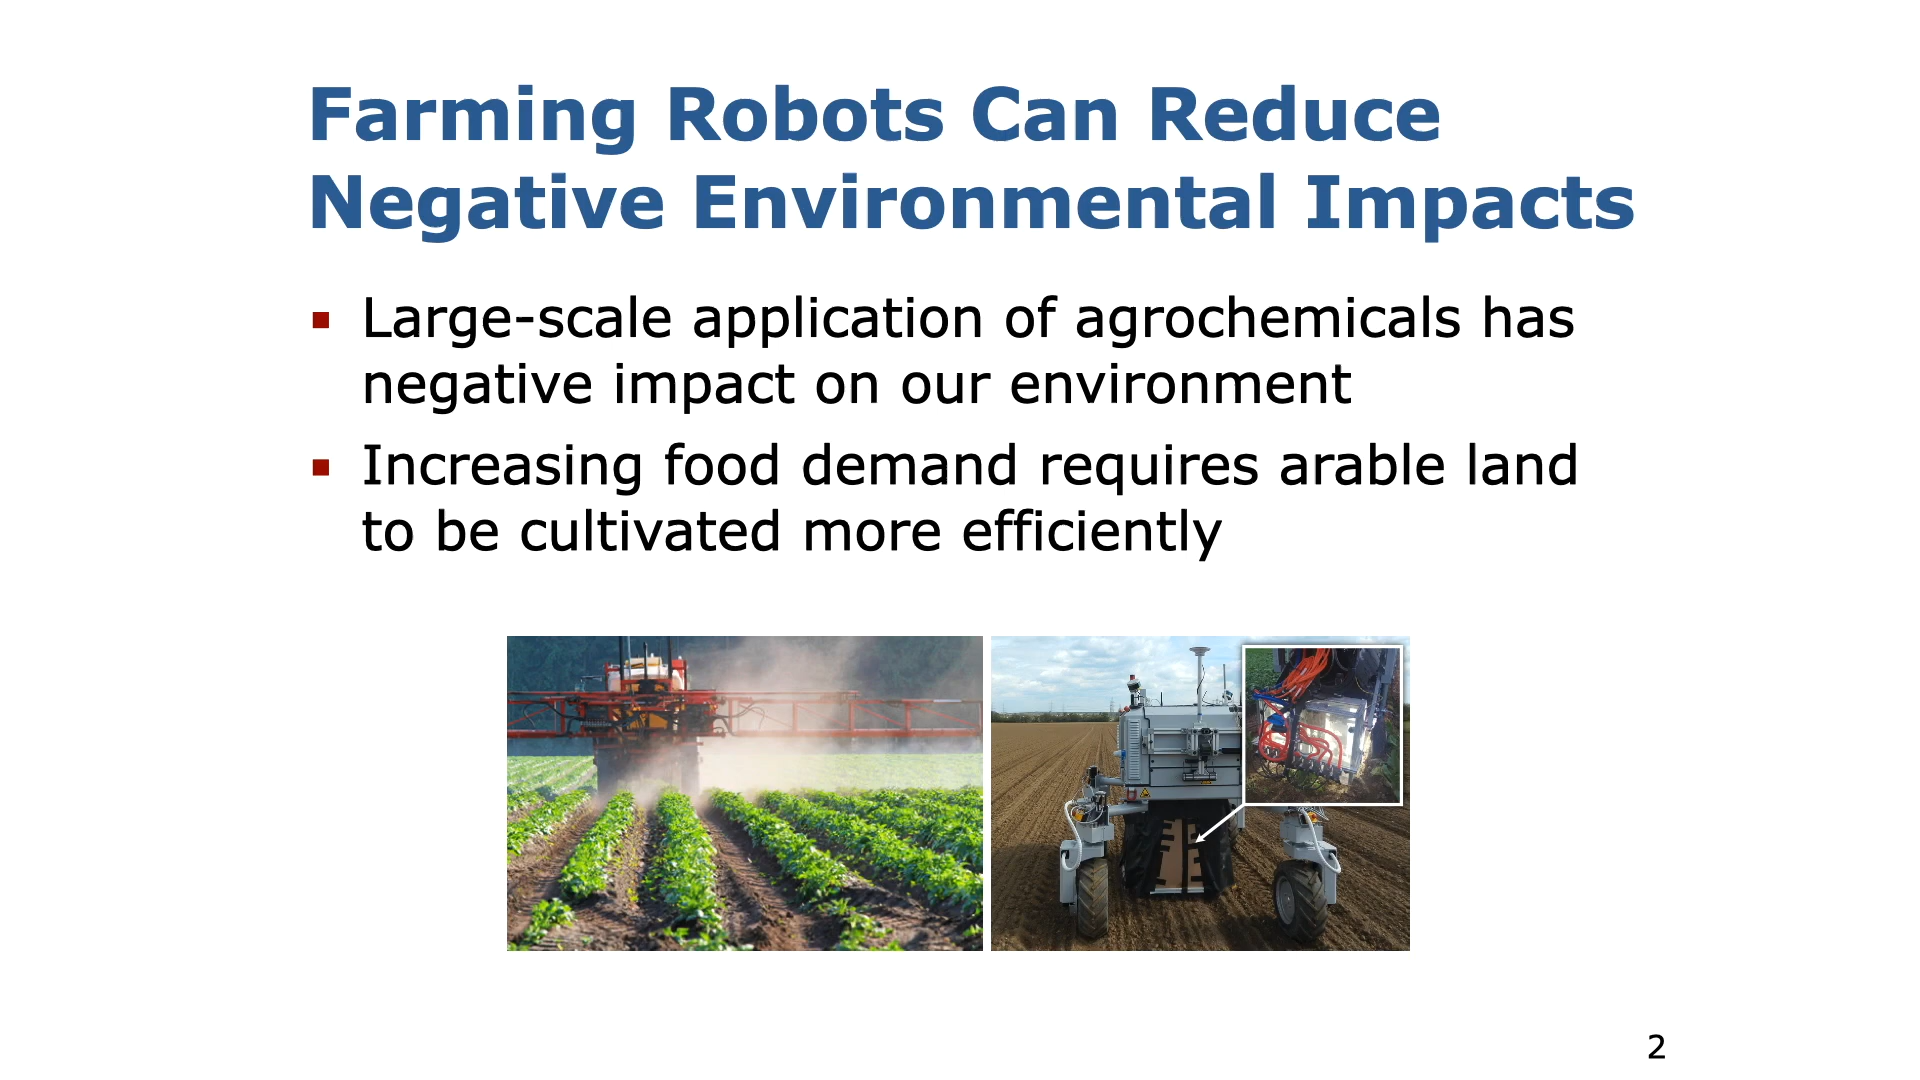 Farming Robots Can Reduce
Negative Environmental Impacts
▪ Large-scale application of agrochemicals has
negative impact on our environment
▪ Increasing food demand requires arable land
to be cultivated more efficiently
2